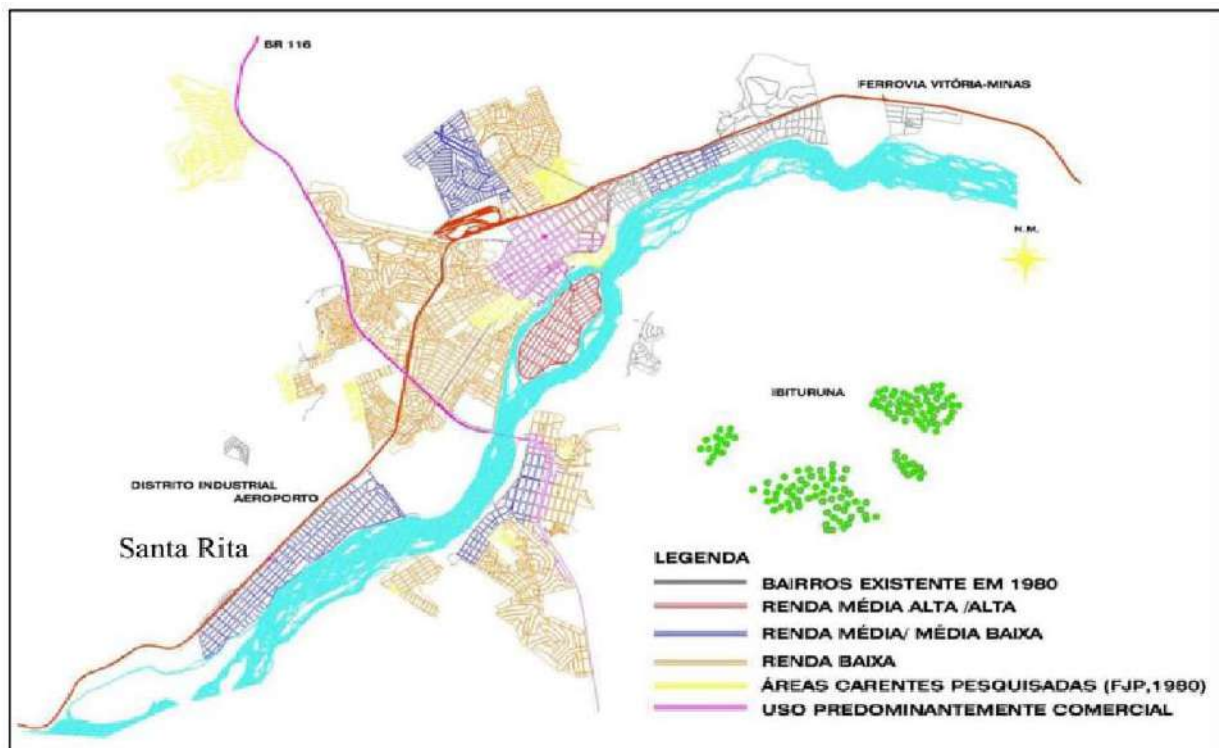 BR 116
FERROVIA VITÓRIA-MINAS
N.M.
IBITURUNA
DISTRITO INDUSTRIAL
AEROPORTO
Santa Rita
LEGENDA
BAIRROS EXISTENTE EM 1980
RENDA MÉDIA ALTA /ALTA
RENDA MÉDIA/ MÉDIA BAIXA
RENDA BAIXA
ÁREAS CARENTES PESQUISADAS (FJP,1980)
USO PREDOMINANTEMENTE COMERCIAL